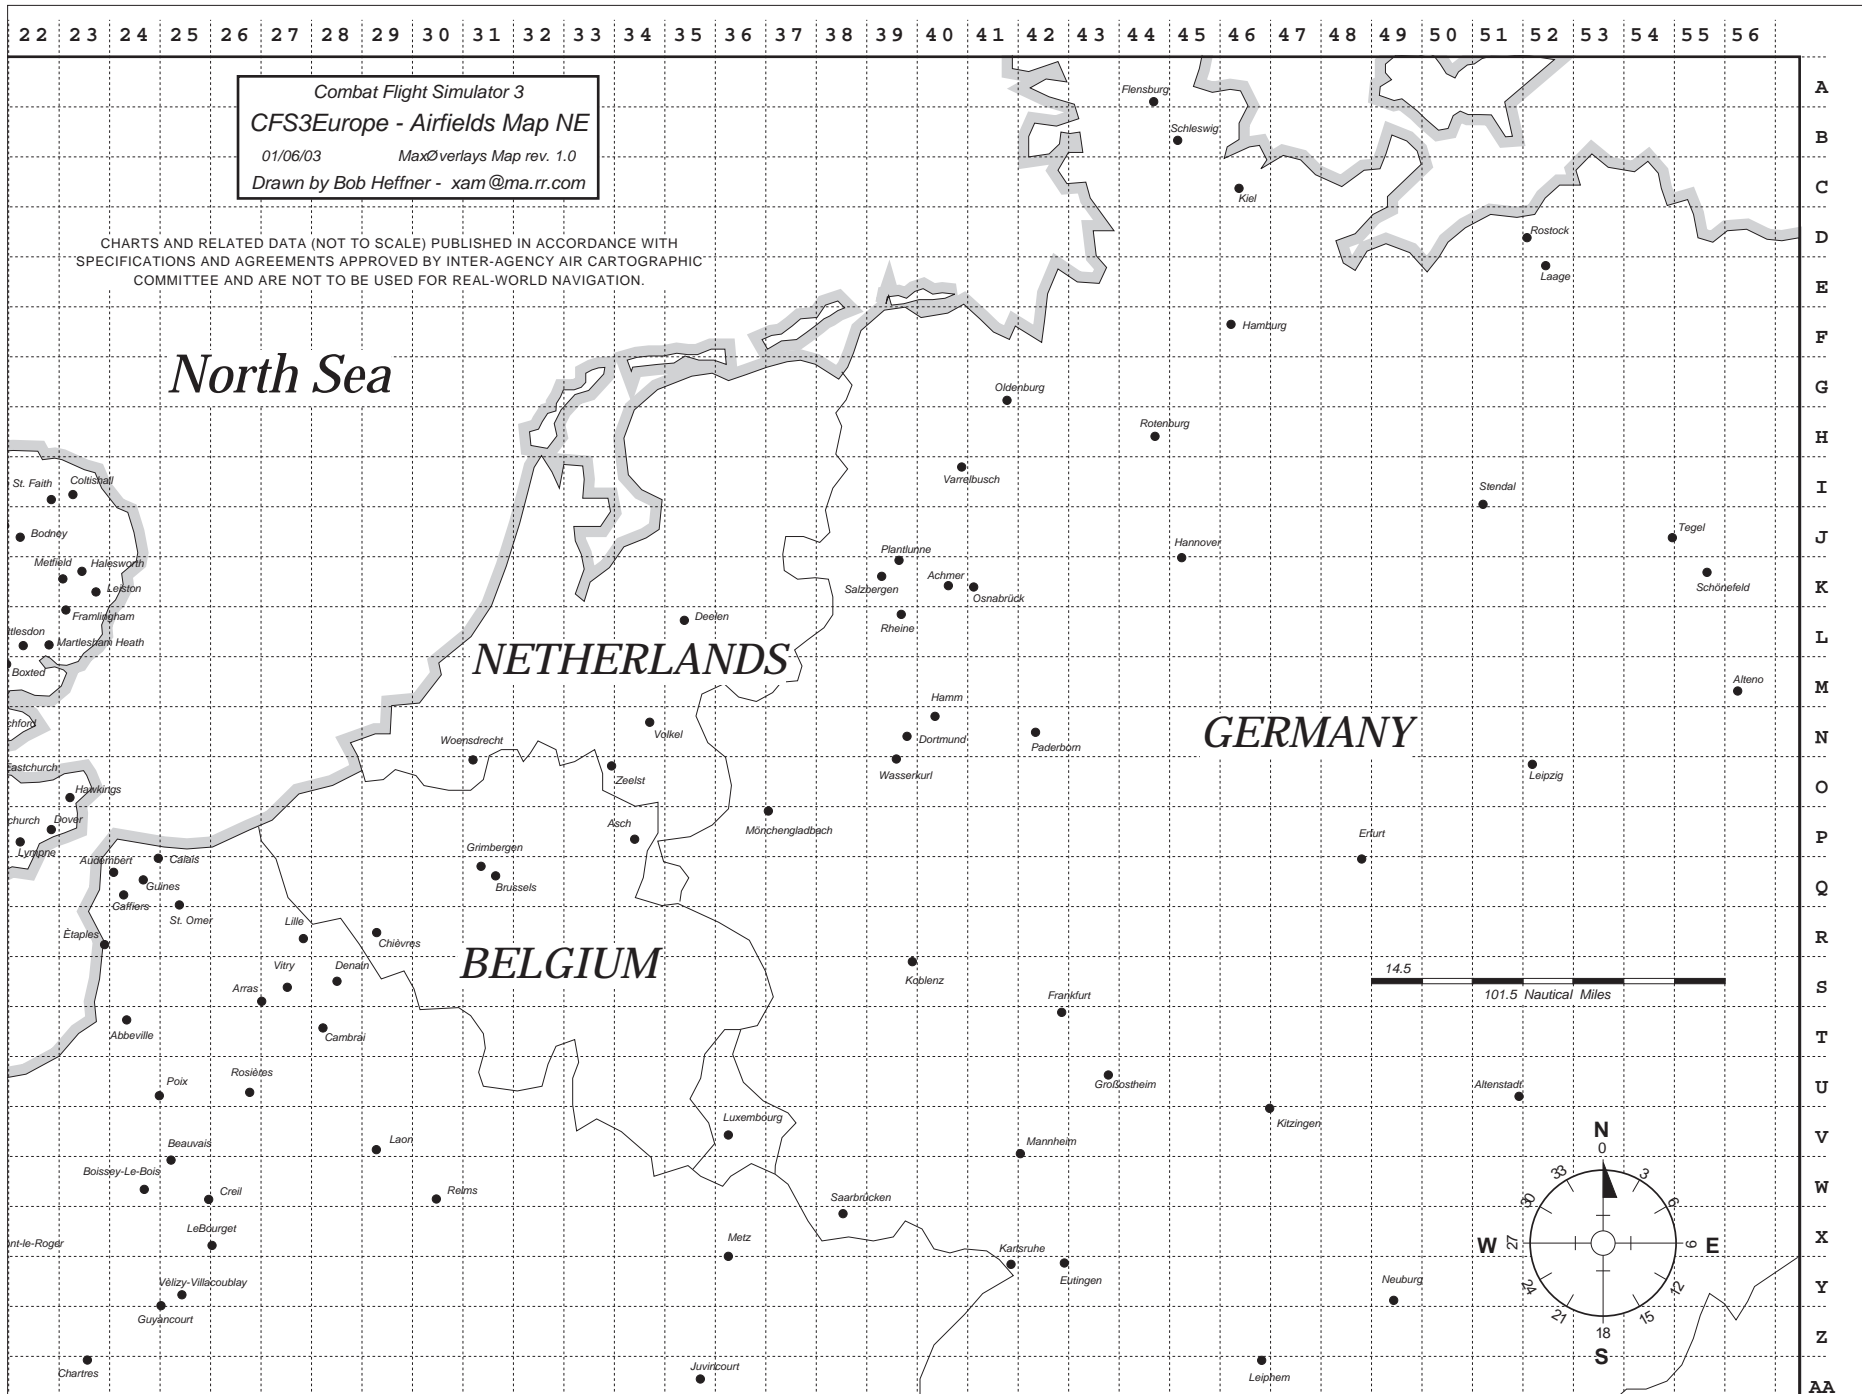 22 23 24 25 26 27 28 29 30 31 32 33 34 35 36 37 38 39 40 41 42 43 44 45 46 47 48 49 50 51 52 53 54 55 56
Combat Flight Simulator 3
CFS3Europe - Airfields Map NE
01/06/03 MaxØverlays Map rev. 1.0
Drawn by Bob Heffner - xam@ma.rr.com
CHARTS AND RELATED DATA (NOT TO SCALE) PUBLISHED IN ACCORDANCE WITH
SPECIFICATIONS AND AGREEMENTS APPROVED BY INTER-AGENCY AIR CARTOGRAPHIC
COMMITTEE AND ARE NOT TO BE USED FOR REAL-WORLD NAVIGATION.
Flensburg
A
Schleswig
B
Kiel
C
Rostock
D
Laage
E
Hamburg
F
North Sea
Oldenburg
G
Rotenburg
H
St. Faith
Coltishall
Varrelbusch
Stendal
I
Bodney
Tegel
J
Hannover
Plantlunne
Metfield
Halesworth
Salzbergen
Achmer
Osnabrück
Schönefeld
K
Leiston
Framlingham
Deelen
Rheine
ttlesdon
Martlesham Heath
L
NETHERLANDS
Boxted
Alteno
M
Hamm
chford
Volkel
Woensdrecht
Dortmund
Paderborn
GERMANY
N
Eastchurch
Zeelst
Wasserkurl
Leipzig
O
Hawkings
church
Dover
Asch
Mönchengladbach
Erfurt
P
Lympne
Audembert
Calais
Grimbergen
Guines
Brussels
Q
Caffiers
St. Omer
Lille
Étaples
Chièvres
R
BELGIUM
Vitry
Denain
Koblenz
14.5
Arras
Frankfurt
101.5 Nautical Miles
S
Abbeville
Cambrai
T
Poix
Rosières
Großostheim
Altenstadt
U
Luxembourg
Kitzingen
Beauvais
Laon
Mannheim
V
Boissey-Le-Bois
Creil
Reims
Saarbrücken
W
LeBourget
ont-le-Roger
Metz
Karlsruhe
X
Vélizy-Villacoublay
Eutingen
Neuburg
Y
Guyancourt
N
0
33 3
30 6
W 27 9 E
24 12
21 15
18
S
Z
Chartres
Juvincourt
Leiphem
AA